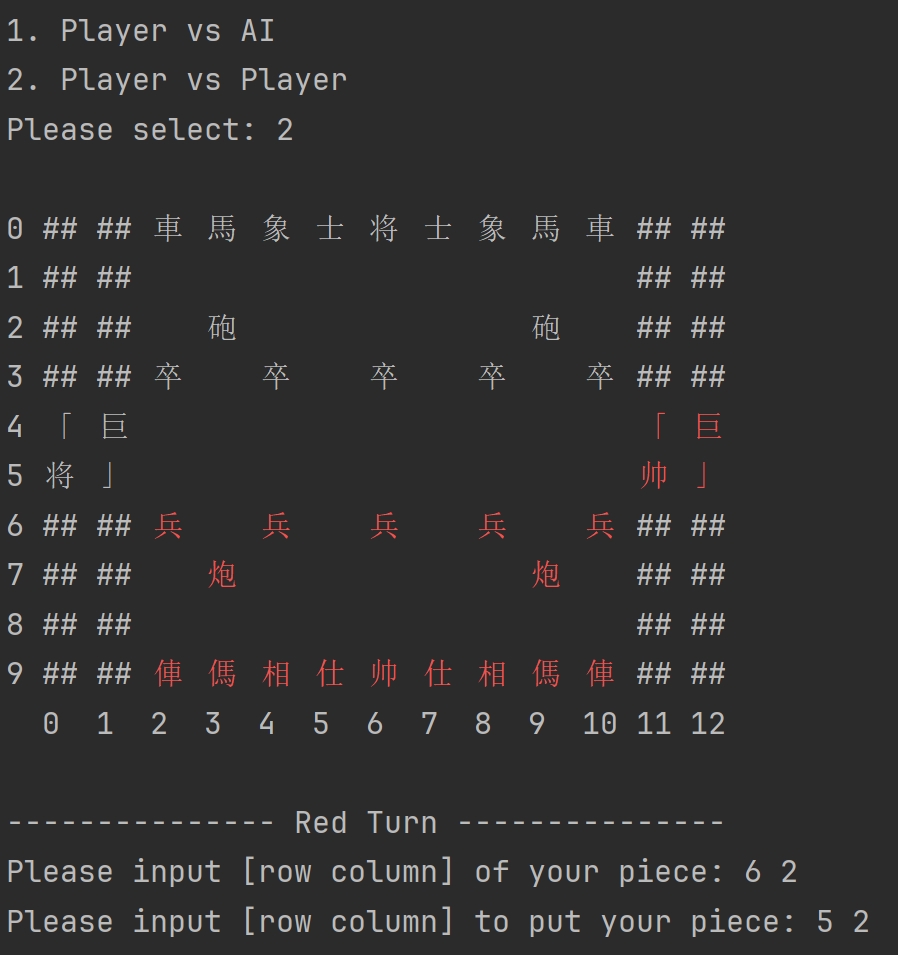 1. Player vs AI
2. Player vs Player
Please select: 2
0 ## ## 車 馬 象 士 将 士 象 馬 車 ## ##
1 ## ## ## ##
2 ## ## 砲 砲 ## ##
3 ## ## 卒 卒 卒 卒 卒 ## ##
4 「 巨 「 巨
5 将 」 帅 」
6 ## ## 兵 兵 兵 兵 兵 ## ##
7 ## ## 炮 炮 ## ##
8 ## ## ## ##
9 ## ## 俥 傌 相 仕 帅 仕 相 傌 俥 ## ##
0 1 2 3 4 5 6 7 8 9 10 11 12
--------------- Red Turn ---------------
Please input [row column] of your piece: 6 2
Please input [row column] to put your piece: 5 2